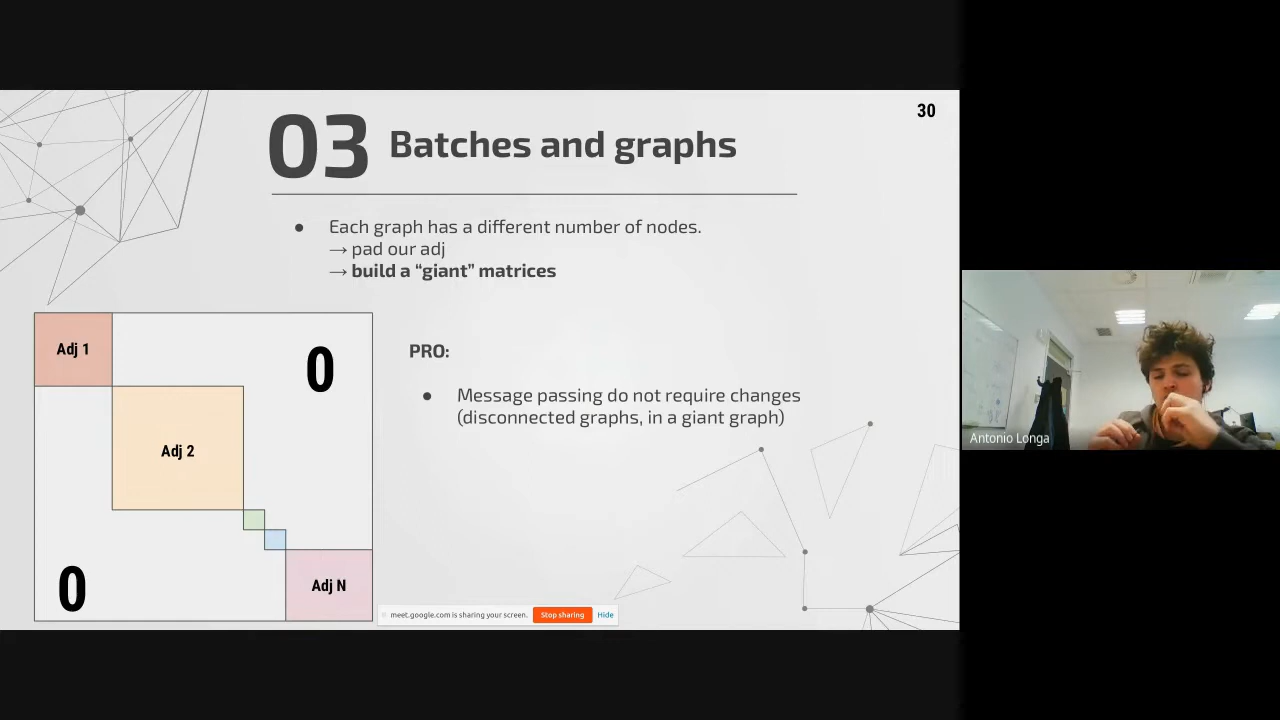 30
03 Batches and graphs
● Each graph has a different number of nodes.
→ pad our adj
→ build a “giant” matrices
Adj 1
0
PRO:
● Message passing do not require changes
(disconnected graphs, in a giant graph)
Adj 2
Antonio Longa
0
Adj N
meet.google.com is sharing your screen. Stop sharing Hide